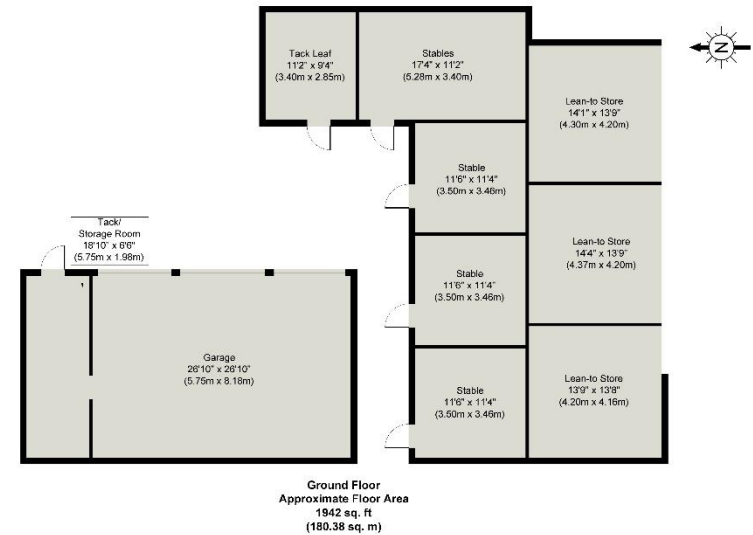 Tack Leaf
11'2" x 9'4"
(3.40m x 2.85m)
Stables
17'4" x 11'2"
(5.28m x 3.40m)
N
Lean-to Store
14'1" x 13'9"
(4.30m x 4.20m)
Stable
11'6" x 11'4"
(3.50m x 3.46m)
Tack/
Storage Room
18'10" x 6'6"
(5.75m x 1.98m)
Lean-to Store
14'4" x 13'9"
(4.37m x 4.20m)
Stable
11'6" x 11'4"
(3.50m x 3.46m)
Garage
26'10" x 26'10"
(5.75m x 8.18m)
Lean-to Store
13'9" x 13'8"
(4.20m x 4.16m)
Stable
11'6" x 11'4"
(3.50m x 3.46m)
Ground Floor
Approximate Floor Area
1942 sq. ft
(180.38 sq. m)